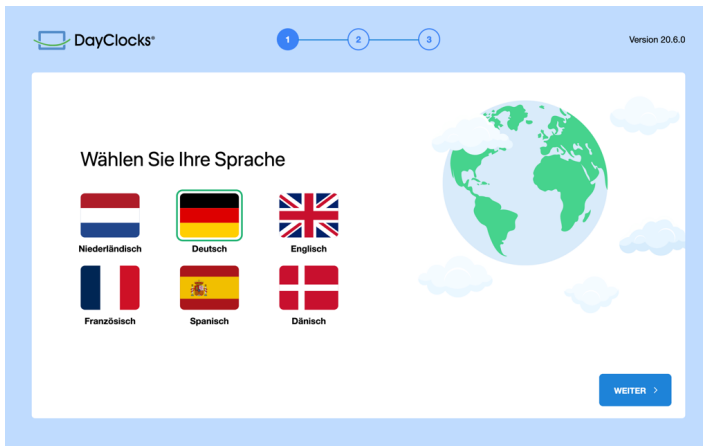 DayClocks®
1
2
3
Version 20.6.0
Wählen Sie Ihre Sprache
Niederländisch
Deutsch
Englisch
Französisch
Spanisch
Dänisch
WEITER >